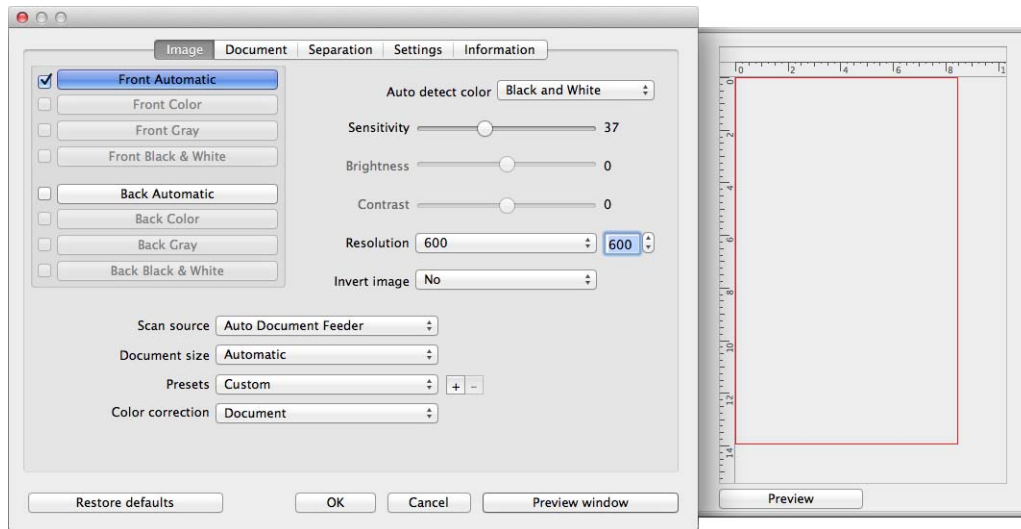 Image Document Separation Settings Information
Front Automatic
Front Color
Front Gray
Front Black & White
Back Automatic
Back Color
Back Gray
Back Black & White
Auto detect color Black and White
Sensitivity 37
Brightness 0
Contrast 0
Resolution 600 600
Invert image No
Scan source Auto Document Feeder
Document size Automatic
Presets Custom + -
Color correction Document
Restore defaults OK Cancel Preview window
0 2 4 6 8 1
0
2
4
6
8
10
12
14
Preview